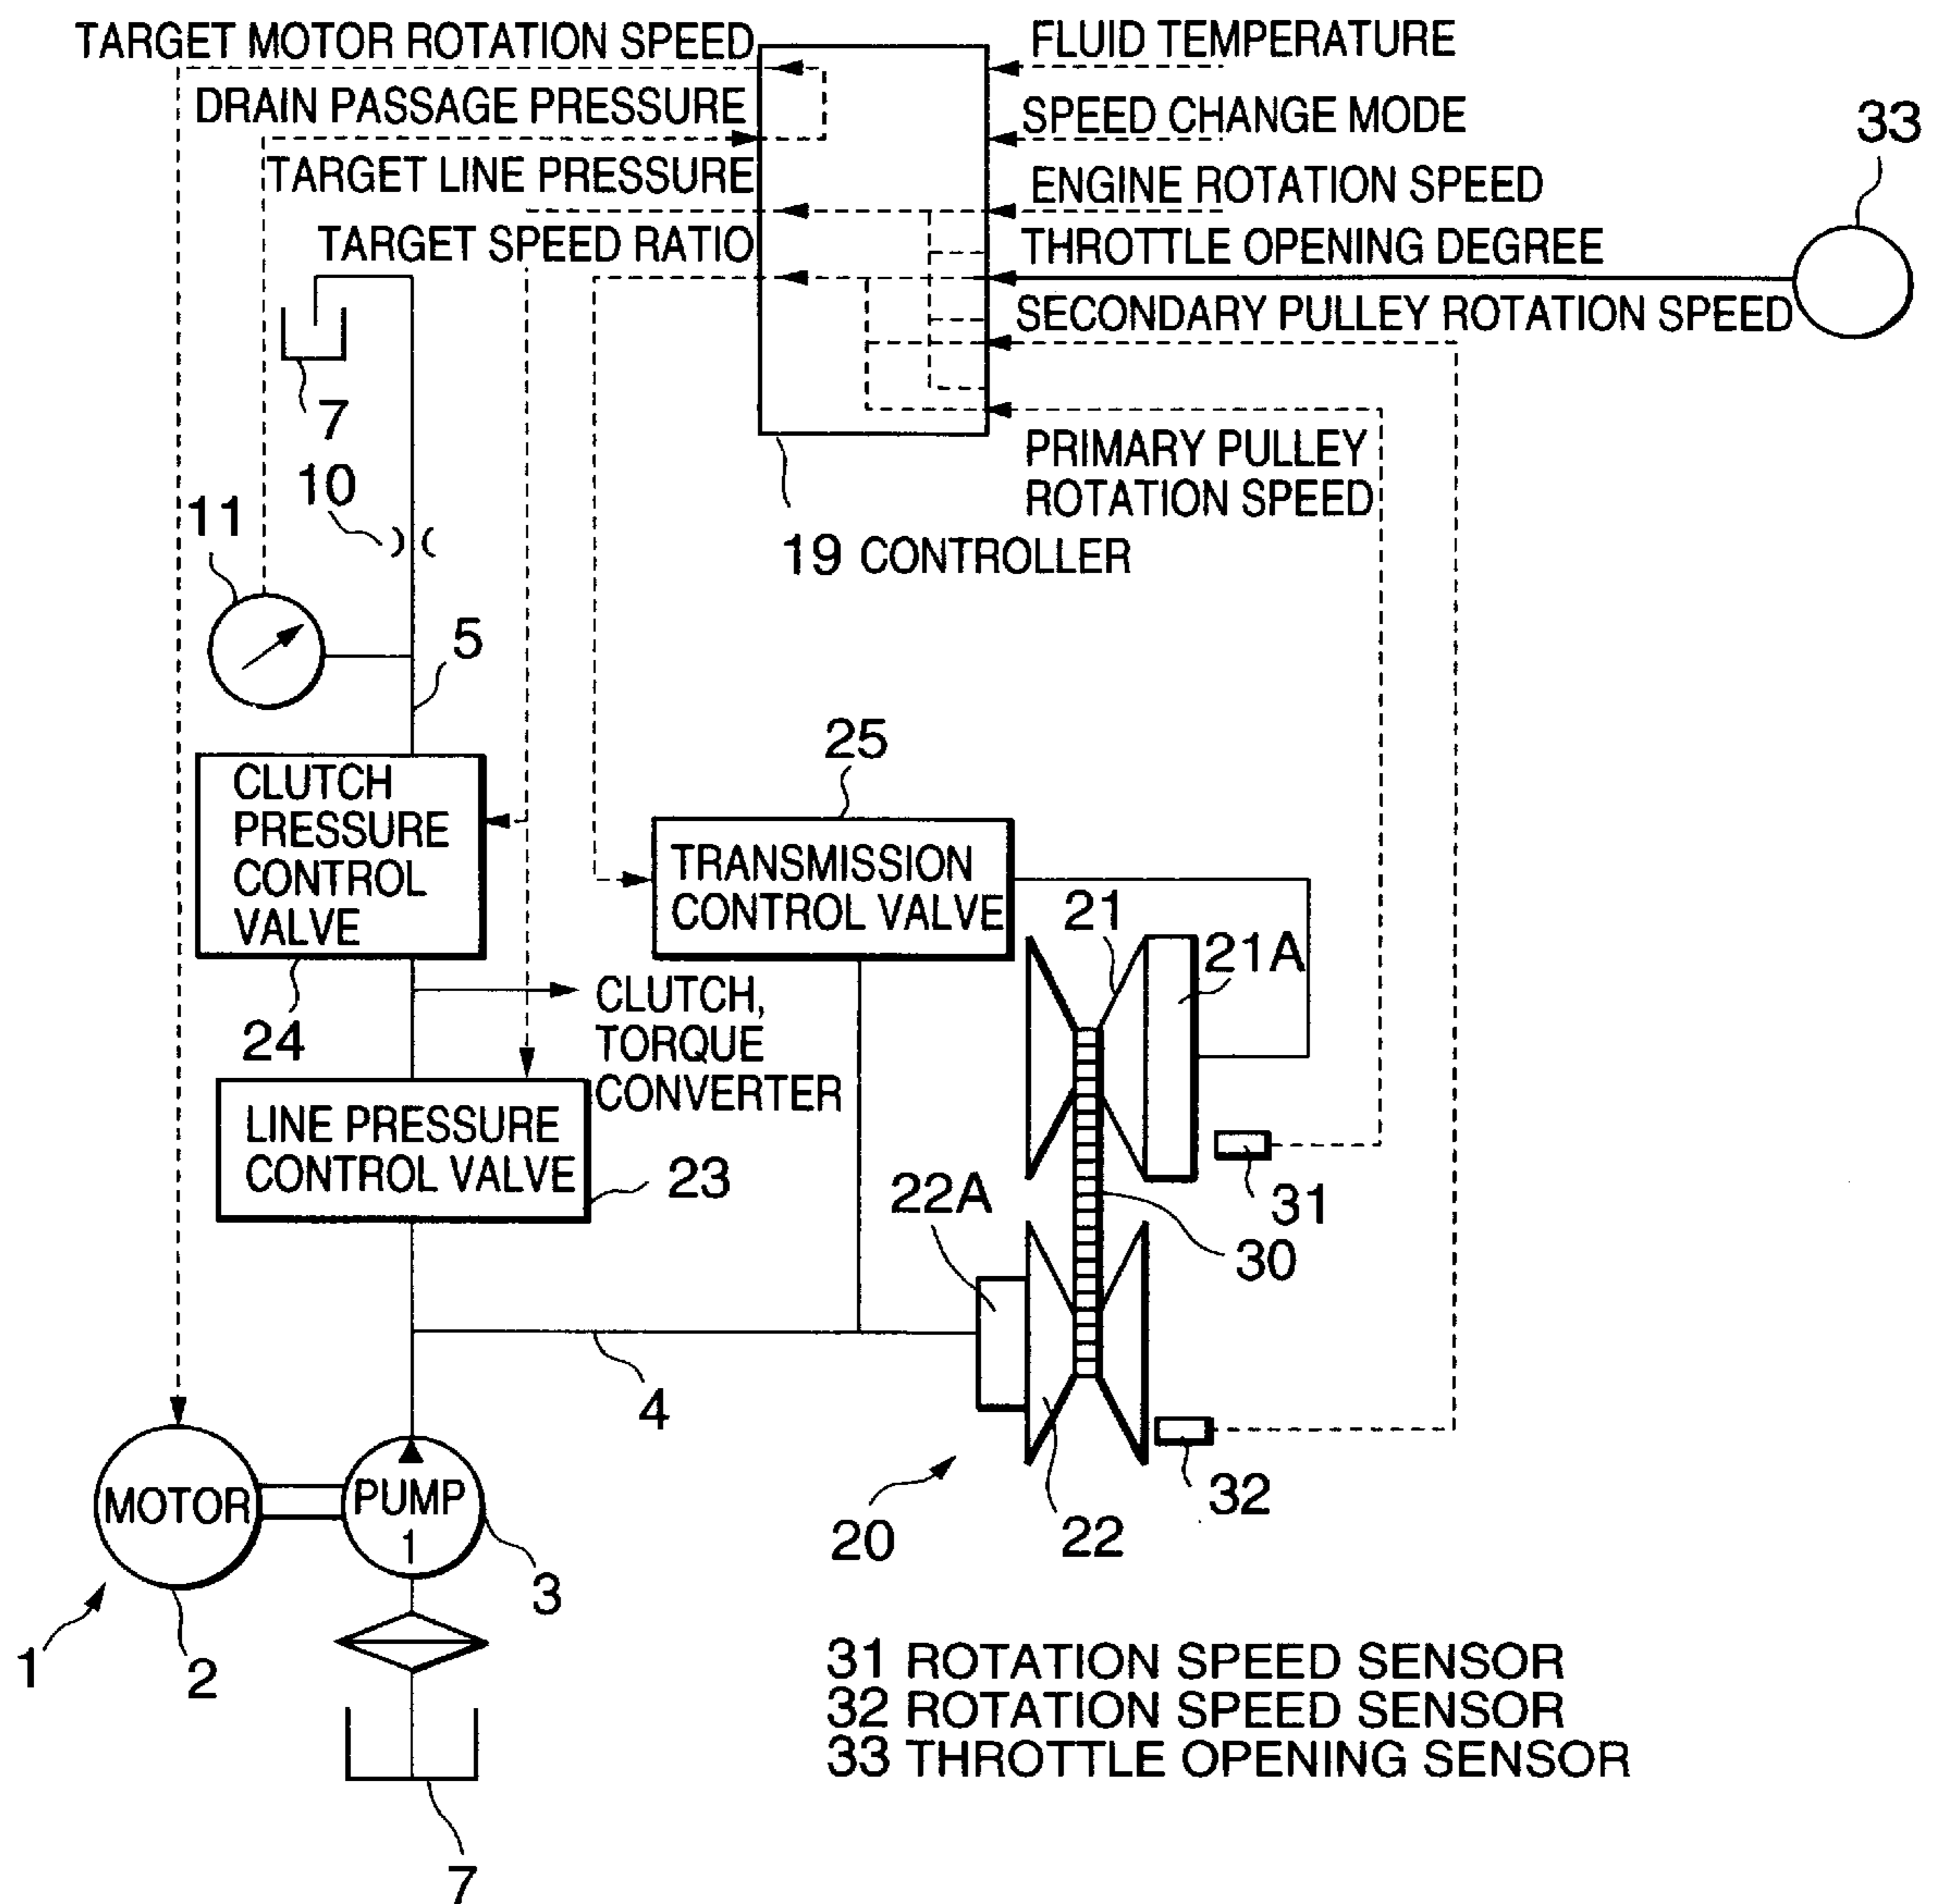 TARGET MOTOR ROTATION SPEED
DRAIN PASSAGE PRESSURE
TARGET LINE PRESSURE
TARGET SPEED RATIO
FLUID TEMPERATURE
SPEED CHANGE MODE
ENGINE ROTATION SPEED
THROTTLE OPENING DEGREE
SECONDARY PULLEY ROTATION SPEED
PRIMARY PULLEY
ROTATION SPEED
33
7
10
11
19 CONTROLLER
5
25
CLUTCH
PRESSURE
CONTROL
VALVE
TRANSMISSION
CONTROL VALVE
21
21A
24
CLUTCH,
TORQUE
CONVERTER
LINE PRESSURE
CONTROL VALVE
23
22A
31
30
4
MOTOR
PUMP
1
32
20
22
3
1
2
7
31 ROTATION SPEED SENSOR
32 ROTATION SPEED SENSOR
33 THROTTLE OPENING SENSOR